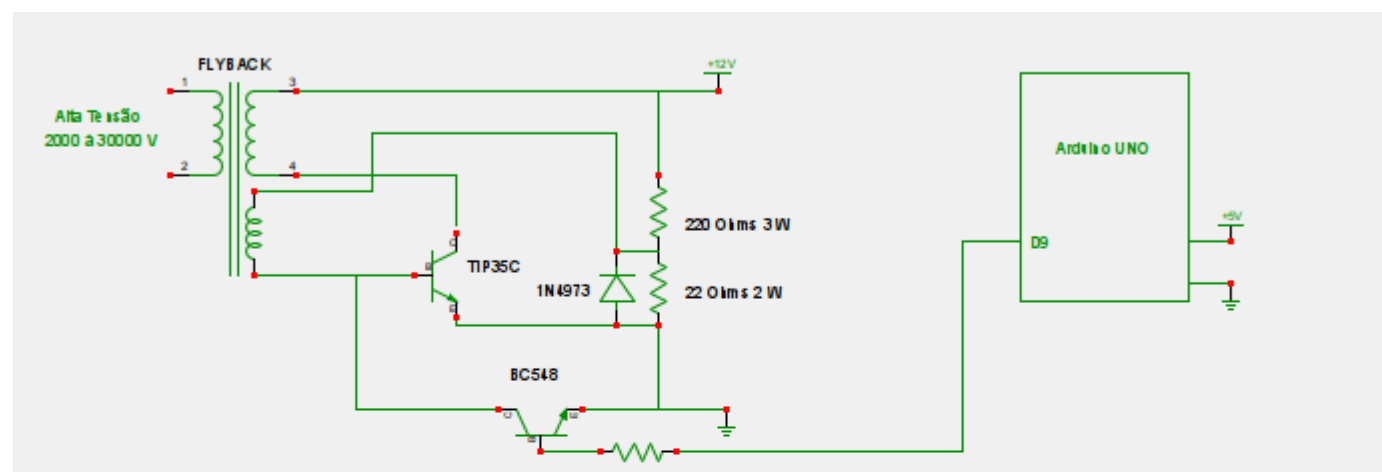 FLYBACK
1
3
+12V
Alta Tensão
2000 à 30000 V
Arduino UNO
2
4
220 Ohms 3 W
+5V
C
D9
B
TIP35C
1N4973
22 Ohms 2 W
E
BC548
C
E
B